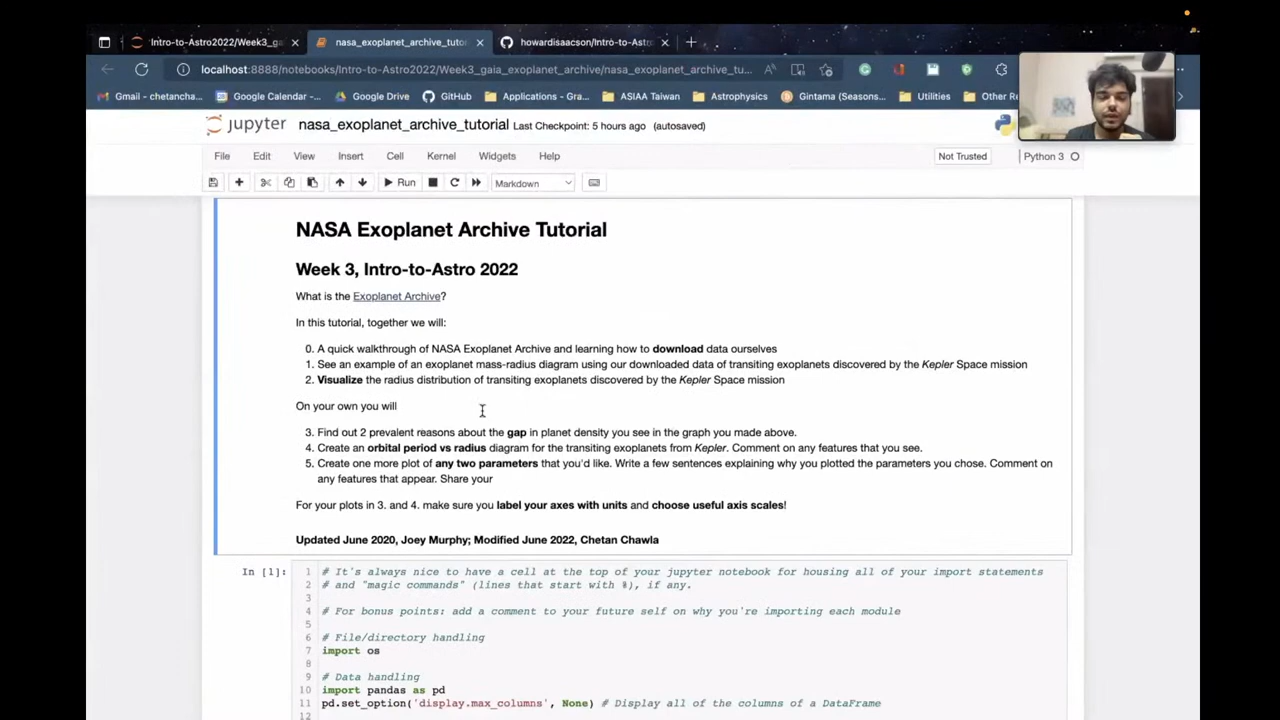 Intro-to-Astro2022/Week3_ga
nasa_exoplanet_archive_tutor
howardisaacson/Intro-to-Astr
localhost:8888/notebooks/Intro-to-Astro2022/Week3_gaia_exoplanet_archive/nasa_exoplanet_archive_tu...
Gmail - chetancha...
Google Calendar -...
Google Drive
GitHub
Applications - Gra...
ASIAA Taiwan
Astrophysics
Gintama (Seasons...
Utilities
Other Re
jupyter nasa_exoplanet_archive_tutorial Last Checkpoint: 5 hours ago (autosaved)
File Edit View Insert Cell Kernel Widgets Help Not Trusted Python 3
Run Markdown
NASA Exoplanet Archive Tutorial
Week 3, Intro-to-Astro 2022
What is the Exoplanet Archive?
In this tutorial, together we will:
0. A quick walkthrough of NASA Exoplanet Archive and learning how to download data ourselves
1. See an example of an exoplanet mass-radius diagram using our downloaded data of transiting exoplanets discovered by the Kepler Space mission
2. Visualize the radius distribution of transiting exoplanets discovered by the Kepler Space mission
On your own you will
3. Find out 2 prevalent reasons about the gap in planet density you see in the graph you made above.
4. Create an orbital period vs radius diagram for the transiting exoplanets from Kepler. Comment on any features that you see.
5. Create one more plot of any two parameters that you'd like. Write a few sentences explaining why you plotted the parameters you chose. Comment on
any features that appear. Share your
For your plots in 3. and 4. make sure you label your axes with units and choose useful axis scales!
Updated June 2020, Joey Murphy; Modified June 2022, Chetan Chawla
In [1]:
1 # It's always nice to have a cell at the top of your jupyter notebook for housing all of your import statements
2 # and "magic commands" (lines that start with %), if any.
3
4 # For bonus points: add a comment to your future self on why you're importing each module
5
6 # File/directory handling
7 import os
8
9 # Data handling
10 import pandas as pd
11 pd.set_option('display.max_columns', None) # Display all of the columns of a DataFrame
12